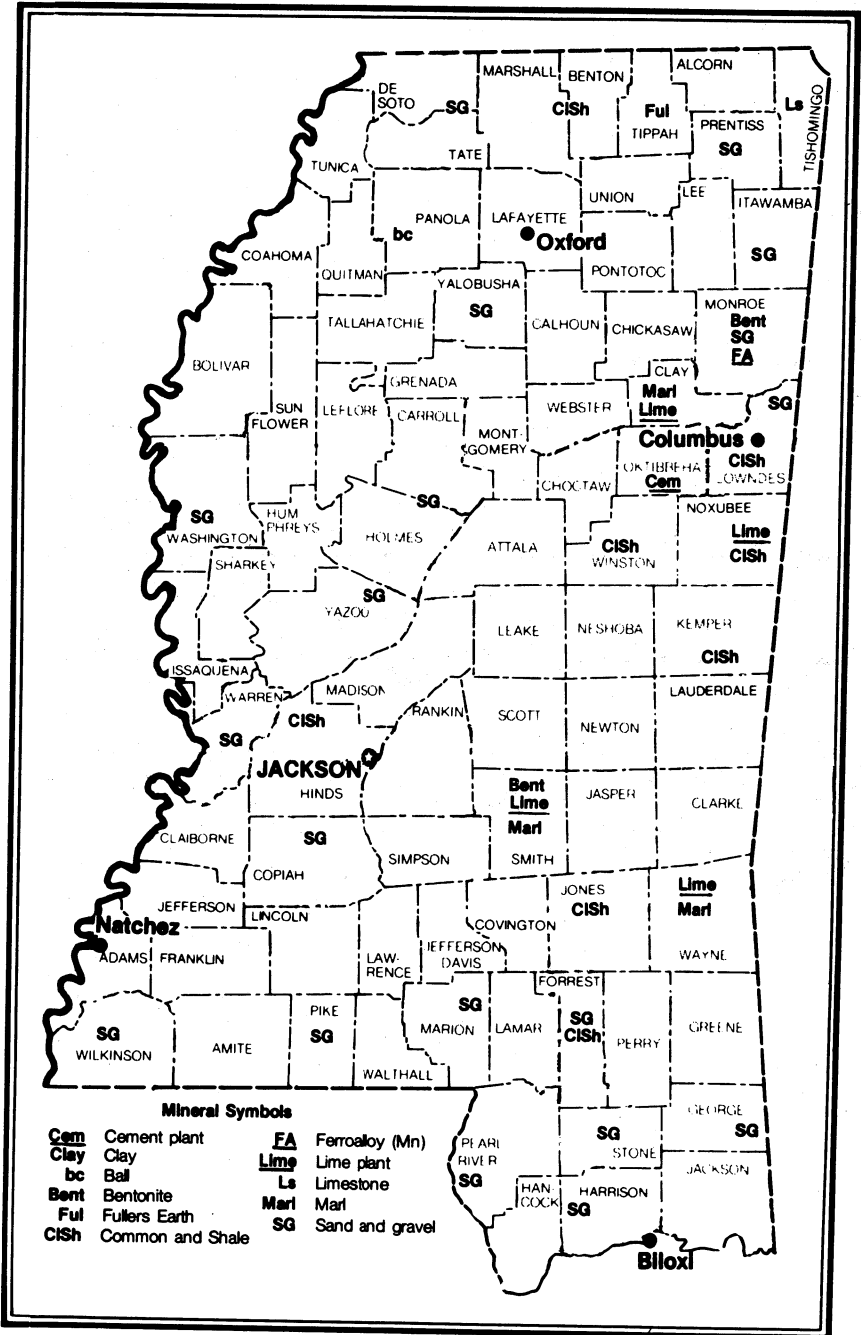 MARSHALL
BENTON
ALCORN
DE
SOTO
SG
ClSh
Ful
TIPPAH
PRENTISS
SG
Ls
TISHOMINGO
TUNICA
TATE
UNION
LEE
ITAWAMBA
PANOLA
bc
LAFAYETTE
Oxford
SG
COAHOMA
QUITMAN
PONTOTOC
YALOBUSHA
SG
TALLAHATCHIE
CALHOUN
CHICKASAW
MONROE
Bent
SG
FA
BOLIVAR
GRENADA
CLAY
Marl
Lime
SUN
FLOWER
LEFLORE
CARROLL
WEBSTER
SG
MONT-
GOMERY
Columbus
CHOCTAW
OKTIBBEHA
Cem
ClSh
LOWNDES
SG
WASHINGTON
HUM
PHREYS
SG
HOLMES
ATTALA
ClSh
WINSTON
NOXUBEE
Lime
ClSh
SHARKEY
SG
YAZOO
LEAKE
NESHOBA
KEMPER
ClSh
ISSAQUENA
WARREN
SG
MADISON
ClSh
RANKIN
SCOTT
NEWTON
LAUDERDALE
JACKSON
HINDS
Bent
Lime
Marl
SMITH
JASPER
CLARKE
CLAIBORNE
SG
COPIAH
SIMPSON
JEFFERSON
LINCOLN
COVINGTON
JONES
ClSh
Lime
Marl
WAYNE
Natchez
ADAMS
FRANKLIN
LAW-
RENCE
JEFFERSON
DAVIS
SG
WILKINSON
AMITE
PIKE
SG
WALTHALL
SG
MARION
LAMAR
FORREST
SG
ClSh
PERRY
GREENE
GEORGE
SG
PEARL
RIVER
SG
SG
STONE
JACKSON
HAN-
COCK
HARRISON
SG
Biloxi
Mineral Symbols
Cem Cement plant
Clay Clay
bc Ball
Bent Bentonite
Ful Fullers Earth
ClSh Common and Shale
FA Ferroalloy (Mn)
Lime Lime plant
Ls Limestone
Marl Marl
SG Sand and gravel